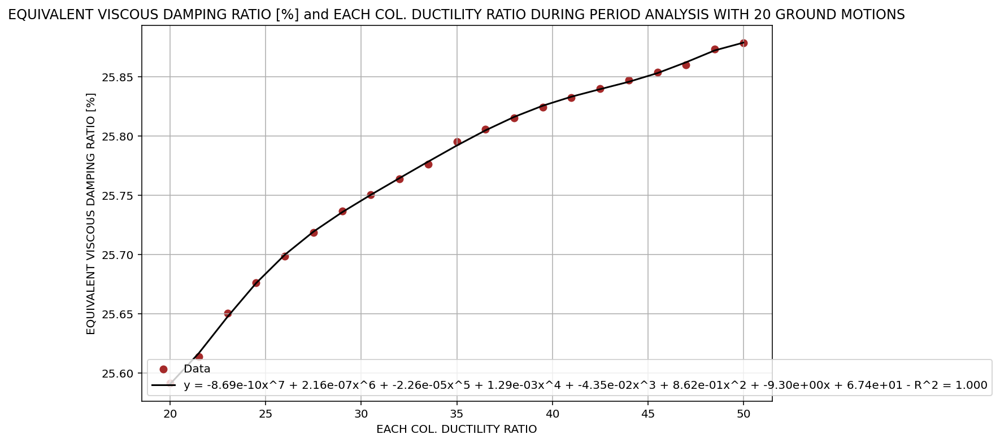 EQUIVALENT VISCOUS DAMPING RATIO [%] and EACH COL. DUCTILITY RATIO DURING PERIOD ANALYSIS WITH 20 GROUND MOTIONS
EQUIVALENT VISCOUS DAMPING RATIO [%]
25.85
25.80
25.75
25.70
25.65
25.60
Data
y = -8.69e-10x^7 + 2.16e-07x^6 + -2.26e-05x^5 + 1.29e-03x^4 + -4.35e-02x^3 + 8.62e-01x^2 + -9.30e+00x + 6.74e+01 - R^2 = 1.000
20 25 30 35 40 45 50
EACH COL. DUCTILITY RATIO